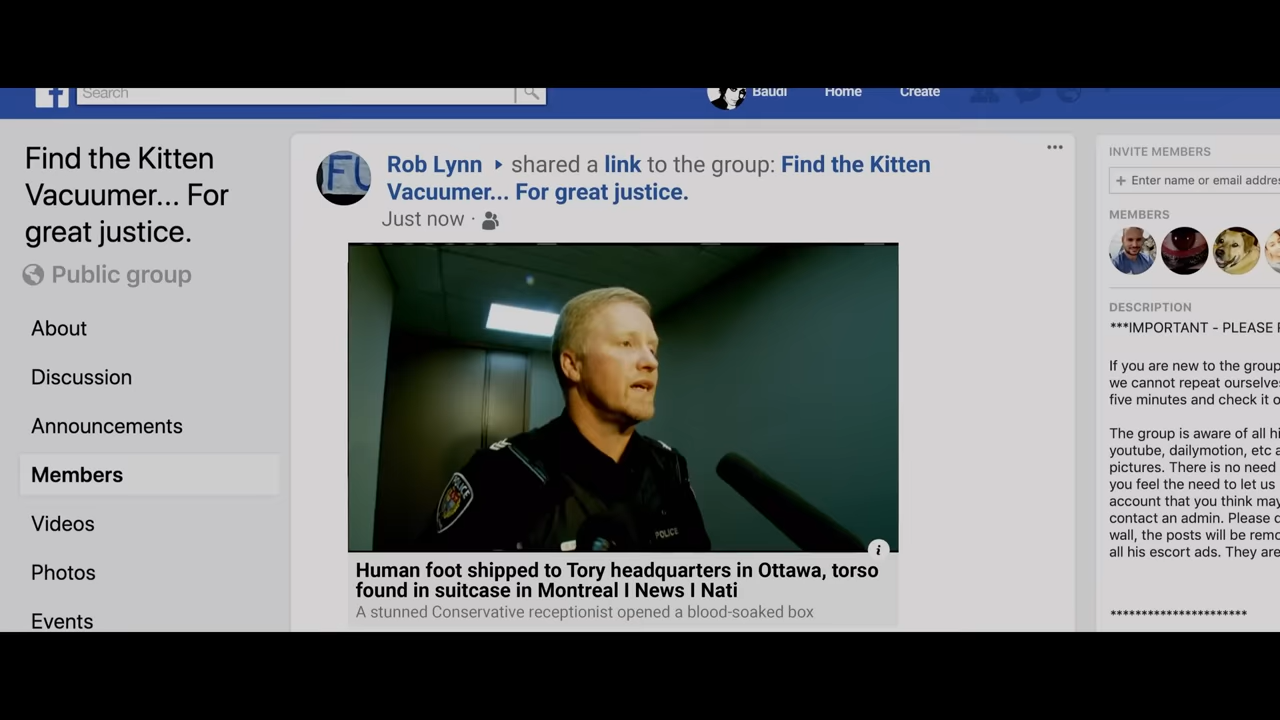 Search
Baudi
Home
Create
Find the Kitten
Vacuumer... For
great justice.
Public group
About
Discussion
Announcements
Members
Videos
Photos
Events
Rob Lynn ▸ shared a link to the group: Find the Kitten
Vacuumer... For great justice.
Just now ·
POLICE
POLICE
Human foot shipped to Tory headquarters in Ottawa, torso
found in suitcase in Montreal I News I Nati
A stunned Conservative receptionist opened a blood-soaked box
INVITE MEMBERS
+ Enter name or email addres
MEMBERS
DESCRIPTION
***IMPORTANT - PLEASE
If you are new to the group
we cannot repeat ourselves
five minutes and check it o
The group is aware of all hi
youtube, dailymotion, etc a
pictures. There is no need
you feel the need to let us
account that you think may
contact an admin. Please d
wall, the posts will be remo
all his escort ads. They are
**********************